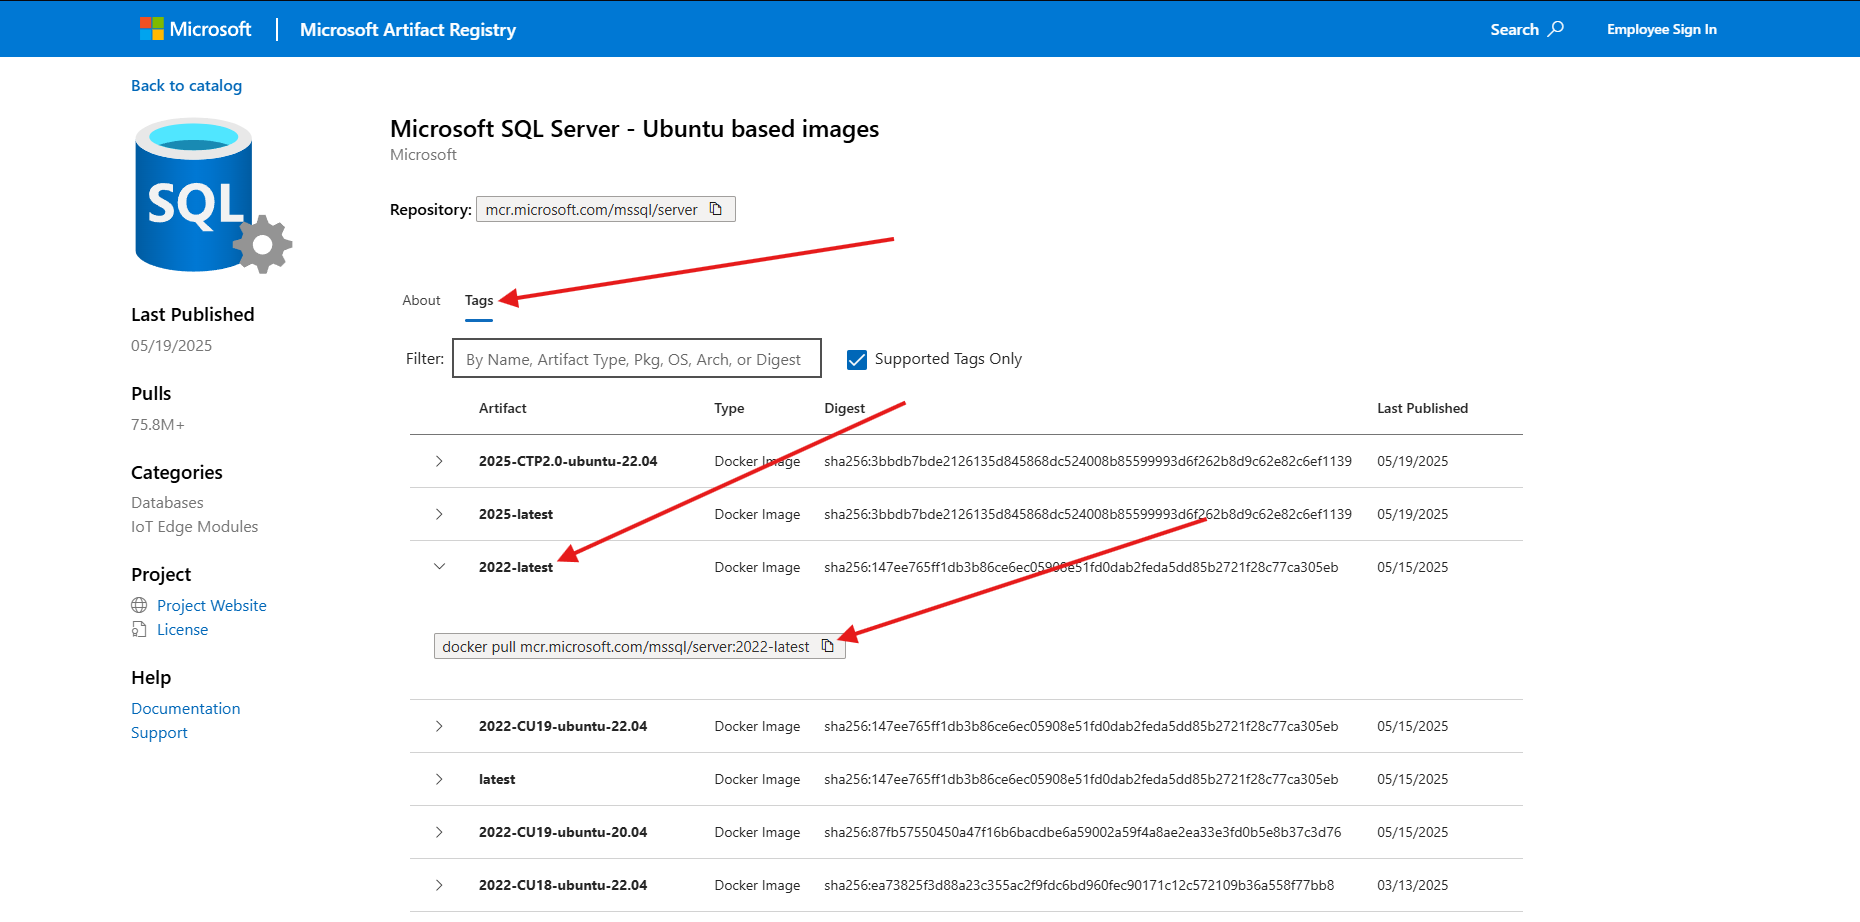 Microsoft | Microsoft Artifact Registry Search Employee Sign In
Back to catalog
SQL
Last Published
05/19/2025
Pulls
75.8M+
Categories
Databases
IoT Edge Modules
Project
Project Website
License
Help
Documentation
Support
Microsoft SQL Server - Ubuntu based images
Microsoft
Repository: mcr.microsoft.com/mssql/server
About Tags
Filter: By Name, Artifact Type, Pkg, OS, Arch, or Digest Supported Tags Only
Artifact Type Digest Last Published
2025-CTP2.0-ubuntu-22.04 Docker Image sha256:3bbdb7bde2126135d845868dc524008b85599993d6f262b8d9c62e82c6ef1139 05/19/2025
2025-latest Docker Image sha256:3bbdb7bde2126135d845868dc524008b85599993d6f262b8d9c62e82c6ef1139 05/19/2025
2022-latest Docker Image sha256:147ee765ff1db3b86ce6ec05908e51fd0dab2feda5dd85b2721f28c77ca305eb 05/15/2025
docker pull mcr.microsoft.com/mssql/server:2022-latest
2022-CU19-ubuntu-22.04 Docker Image sha256:147ee765ff1db3b86ce6ec05908e51fd0dab2feda5dd85b2721f28c77ca305eb 05/15/2025
latest Docker Image sha256:147ee765ff1db3b86ce6ec05908e51fd0dab2feda5dd85b2721f28c77ca305eb 05/15/2025
2022-CU19-ubuntu-20.04 Docker Image sha256:87fb57550450a47f16b6bacdbe6a59002a59f4a8ae2ea33e3fd0b5e8b37c3d76 05/15/2025
2022-CU18-ubuntu-22.04 Docker Image sha256:ea73825f3d88a23c355ac2f9fdc6bd960fec90171c12c572109b36a558f77bb8 03/13/2025